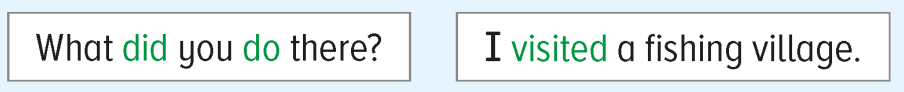 What did you do there?
I visited a fishing village.